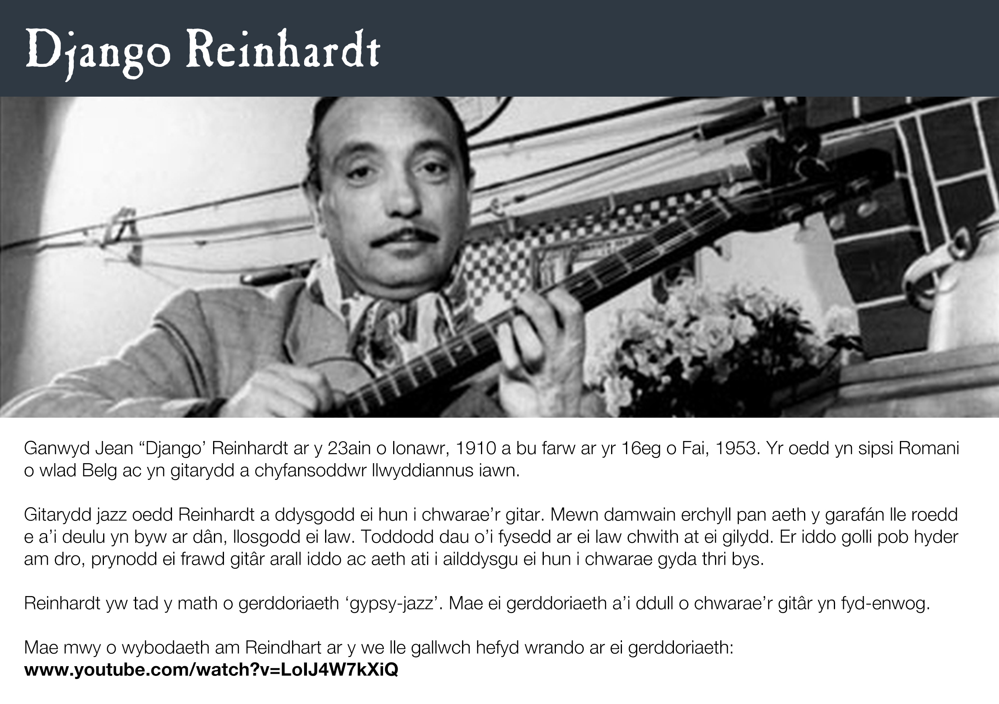 Django Reinhardt
Ganwyd Jean “Django’ Reinhardt ar y 23ain o Ionawr, 1910 a bu farw ar yr 16eg o Fai, 1953. Yr oedd yn sipsi Romani
o wlad Belg ac yn gitarydd a chyfansoddwr llwyddiannus iawn.
Gitarydd jazz oedd Reinhardt a ddysgodd ei hun i chwarae’r gitar. Mewn damwain erchyll pan aeth y garafán lle roedd
e a’i deulu yn byw ar dân, llosgodd ei law. Toddodd dau o’i fysedd ar ei law chwith at ei gilydd. Er iddo golli pob hyder
am dro, prynodd ei frawd gitâr arall iddo ac aeth ati i ailddysgu ei hun i chwarae gyda thri bys.
Reinhardt yw tad y math o gerddoriaeth ‘gypsy-jazz’. Mae ei gerddoriaeth a’i ddull o chwarae’r gitâr yn fyd-enwog.
Mae mwy o wybodaeth am Reindhart ar y we lle gallwch hefyd wrando ar ei gerddoriaeth:
www.youtube.com/watch?v=LolJ4W7kXiQ